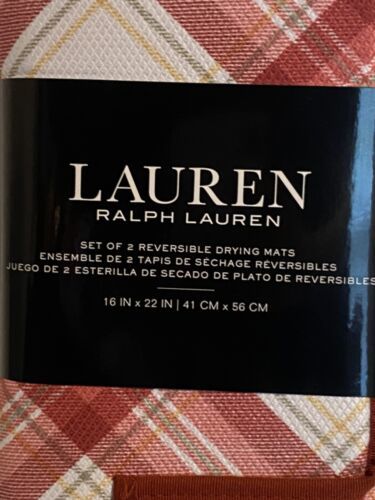 LAUREN
RALPH LAUREN
SET OF 2 REVERSIBLE DRYING MATS
ENSEMBLE DE 2 TAPIS DE SÉCHAGE RÉVERSIBLES
JUEGO DE 2 ESTERILLA DE SECADO DE PLATO DE REVERSIBLES
16 IN x 22 IN | 41 CM x 56 CM